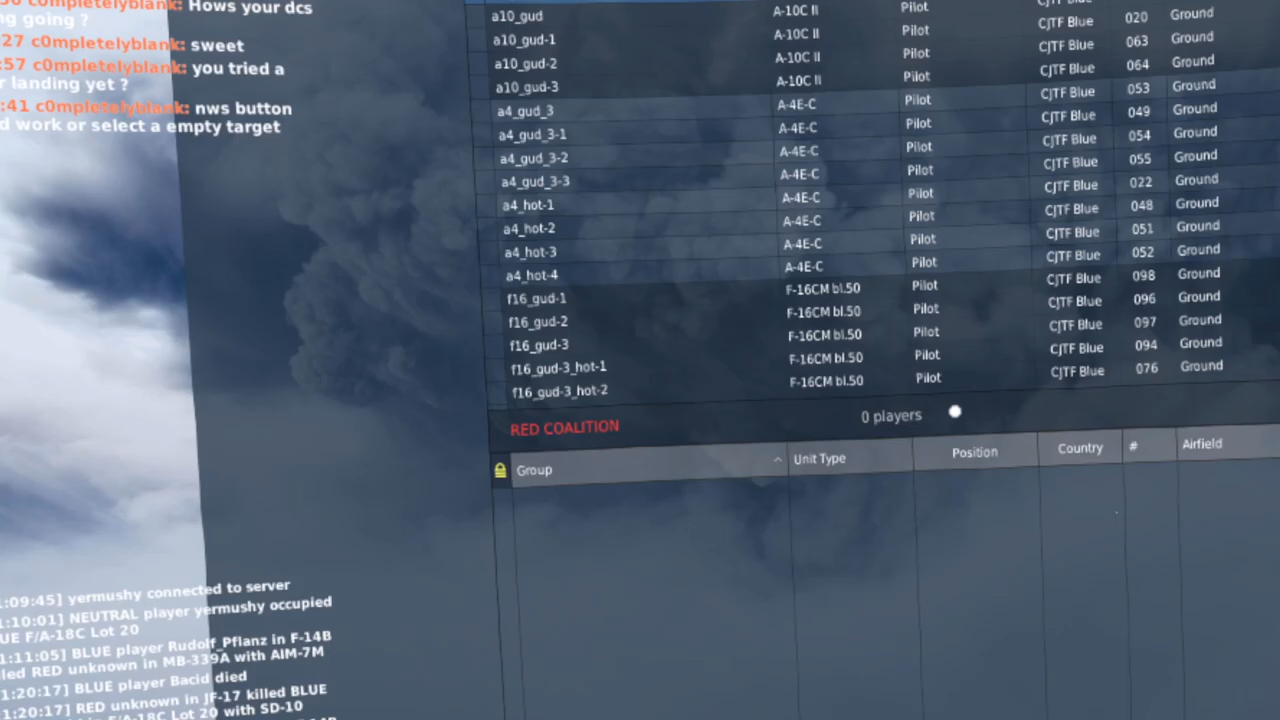 c0mpletelyblank: Hows your dcs
going ?
27 c0mpletelyblank: sweet
:57 c0mpletelyblank: you tried a
landing yet ?
:41 c0mpletelyblank: nws button
work or select a empty target
a10_gud A-10C II Pilot CJTF Blue 020 Ground
a10_gud-1 A-10C II Pilot CJTF Blue 063 Ground
a10_gud-2 A-10C II Pilot CJTF Blue 064 Ground
a10_gud-3 A-10C II Pilot CJTF Blue 053 Ground
a4_gud_3 A-4E-C Pilot CJTF Blue 049 Ground
a4_gud_3-1 A-4E-C Pilot CJTF Blue 054 Ground
a4_gud_3-2 A-4E-C Pilot CJTF Blue 055 Ground
a4_gud_3-3 A-4E-C Pilot CJTF Blue 022 Ground
a4_hot-1 A-4E-C Pilot CJTF Blue 048 Ground
a4_hot-2 A-4E-C Pilot CJTF Blue 051 Ground
a4_hot-3 A-4E-C Pilot CJTF Blue 052 Ground
a4_hot-4 A-4E-C Pilot CJTF Blue 098 Ground
f16_gud-1 F-16CM bl.50 Pilot CJTF Blue 096 Ground
f16_gud-2 F-16CM bl.50 Pilot CJTF Blue 097 Ground
f16_gud-3 F-16CM bl.50 Pilot CJTF Blue 094 Ground
f16_gud-3_hot-1 F-16CM bl.50 Pilot CJTF Blue 076 Ground
f16_gud-3_hot-2 F-16CM bl.50 Pilot
RED COALITION 0 players
Group Unit Type Position Country # Airfield
1:09:45] yermushy connected to server
1:10:01] NEUTRAL player yermushy occupied
UE F/A-18C Lot 20
1:11:05] BLUE player Rudolf_Pflanz in F-14B
lled RED unknown in MB-339A with AIM-7M
1:20:17] BLUE player Bacid died
1:20:17] RED unknown in JF-17 killed BLUE
in F/A-18C Lot 20 with SD-10